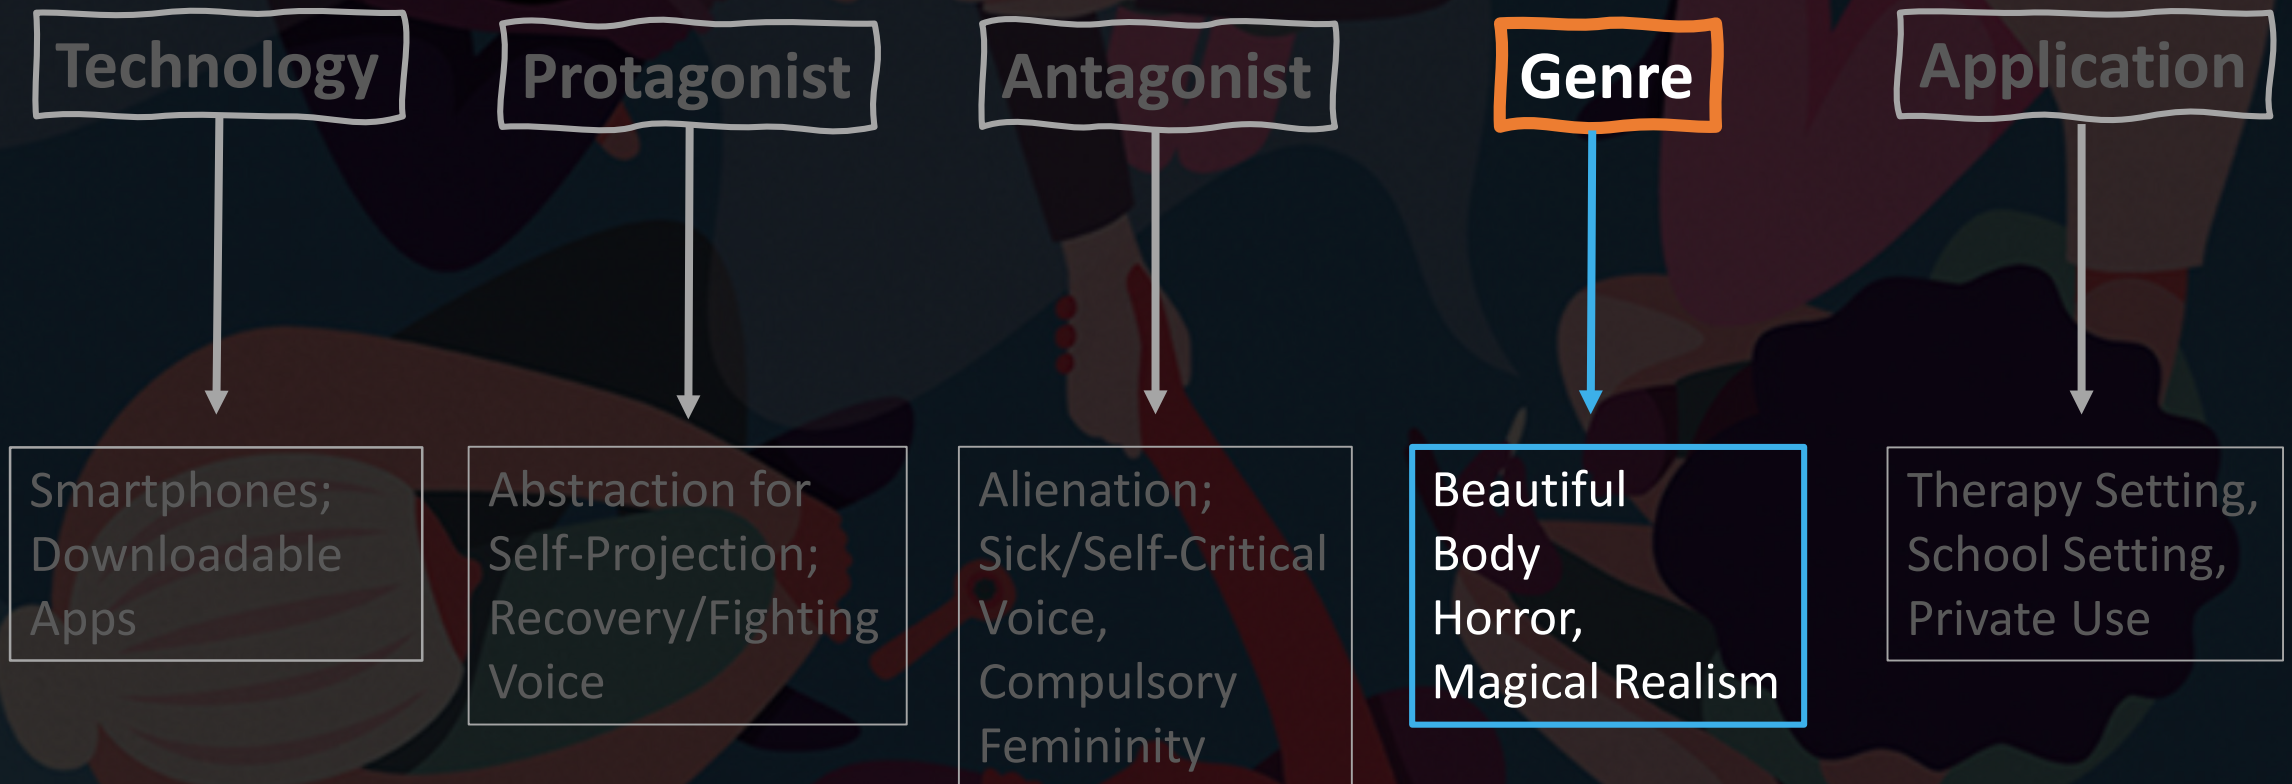 Technology
Protagonist
Antagonist
Genre
Application
Smartphones;
Downloadable
Apps
Abstraction for
Self-Projection;
Recovery/Fighting
Voice
Alienation;
Sick/Self-Critical
Voice,
Compulsory
Femininity
Beautiful
Body
Horror,
Magical Realism
Therapy Setting,
School Setting,
Private Use